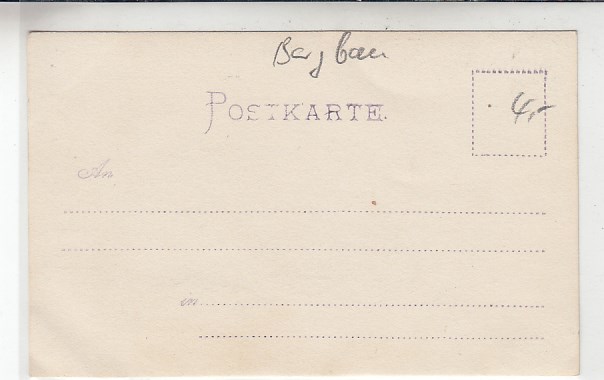 Bergbau
POSTKARTE.
4,-
An
in